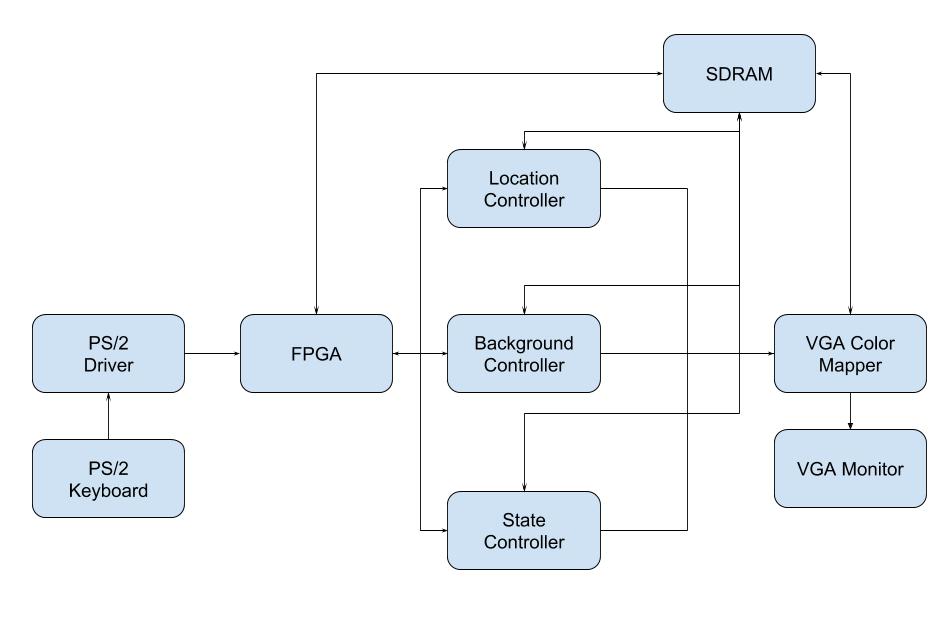 SDRAM
Location
Controller
PS/2
Driver
FPGA
Background
Controller
VGA Color
Mapper
PS/2
Keyboard
VGA Monitor
State
Controller